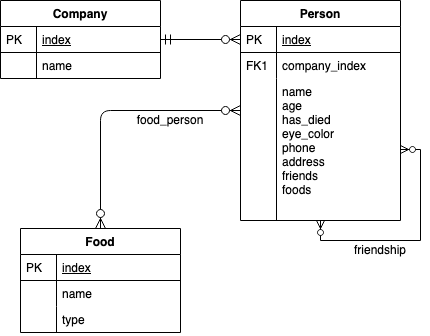 Company
PK index
name
Person
PK index
FK1 company_index
name
age
has_died
eye_color
phone
address
friends
foods
food_person
friendship
Food
PK index
name
type